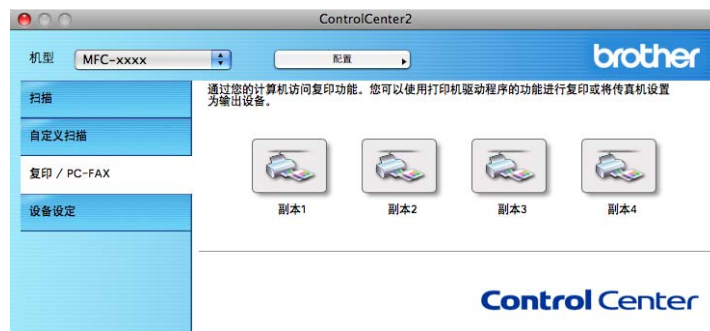 ControlCenter2
机型 MFC-xxxx 配置 brother
扫描
自定义扫描
复印 / PC-FAX
设备设定
通过您的计算机访问复印功能。您可以使用打印机驱动程序的功能进行复印或将传真机设置
为输出设备。
副本1 副本2 副本3 副本4
Control Center